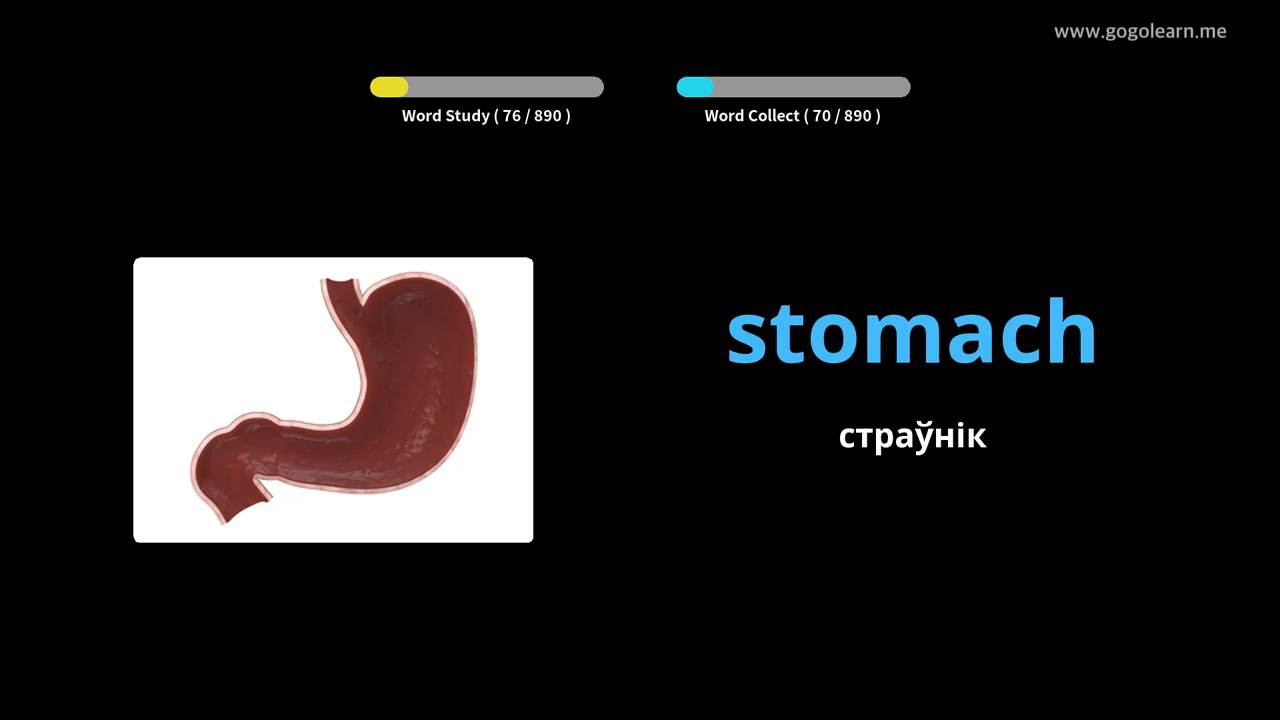 www.gogolearn.me
Word Study ( 76 / 890 )
Word Collect ( 70 / 890 )
stomach
страўнік